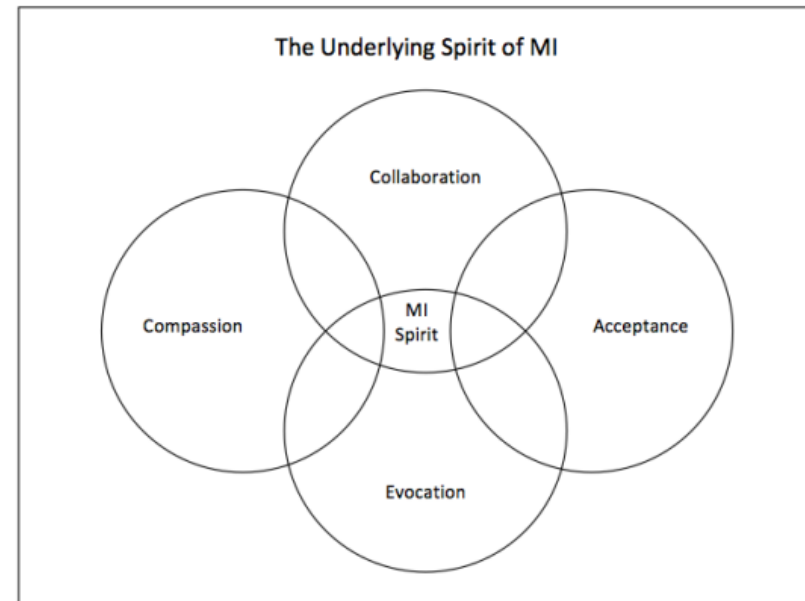 The Underlying Spirit of MI
Collaboration
Compassion
MI
Spirit
Acceptance
Evocation